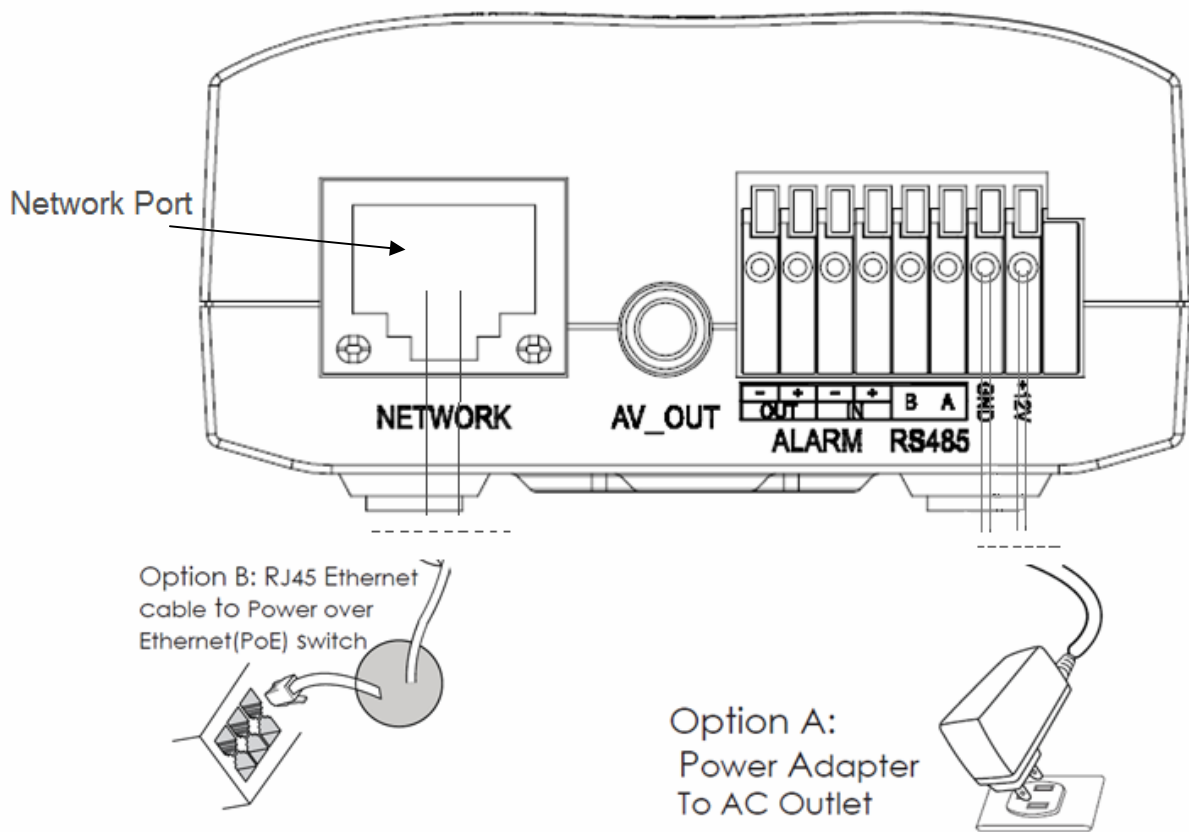 Network Port
NETWORK
AV_OUT
- + - +
OUT IN
B A
ALARM RS485
GND
+12V
Option B: RJ45 Ethernet
cable to Power over
Ethernet(PoE) switch
Option A:
Power Adapter
To AC Outlet